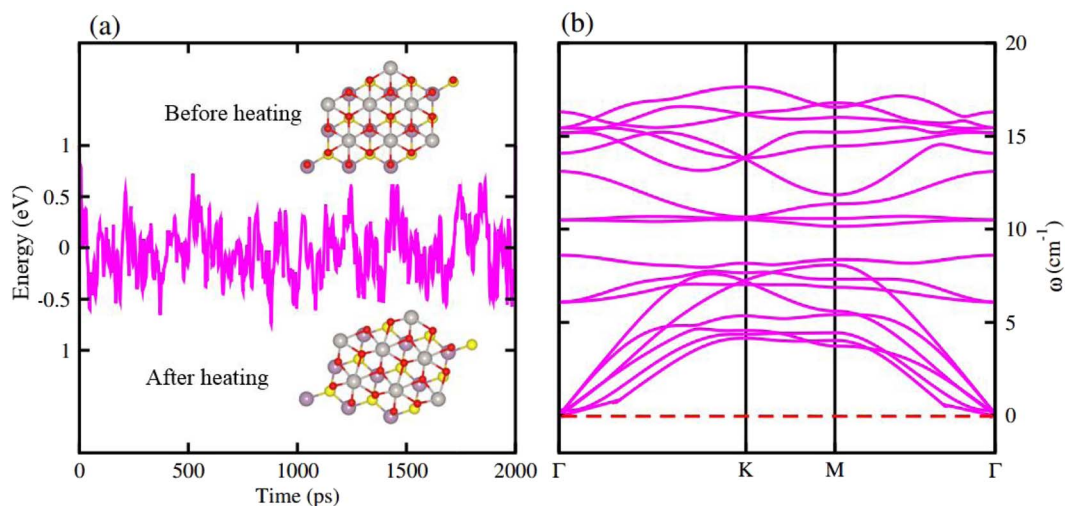 (a)
Before heating
1
0.5
0
-0.5
1
Energy (eV)
After heating
0
500
1000
1500
2000
Time (ps)
(b)
20
15
10
5
0
ω (cm-1)
Γ
K
M
Γ